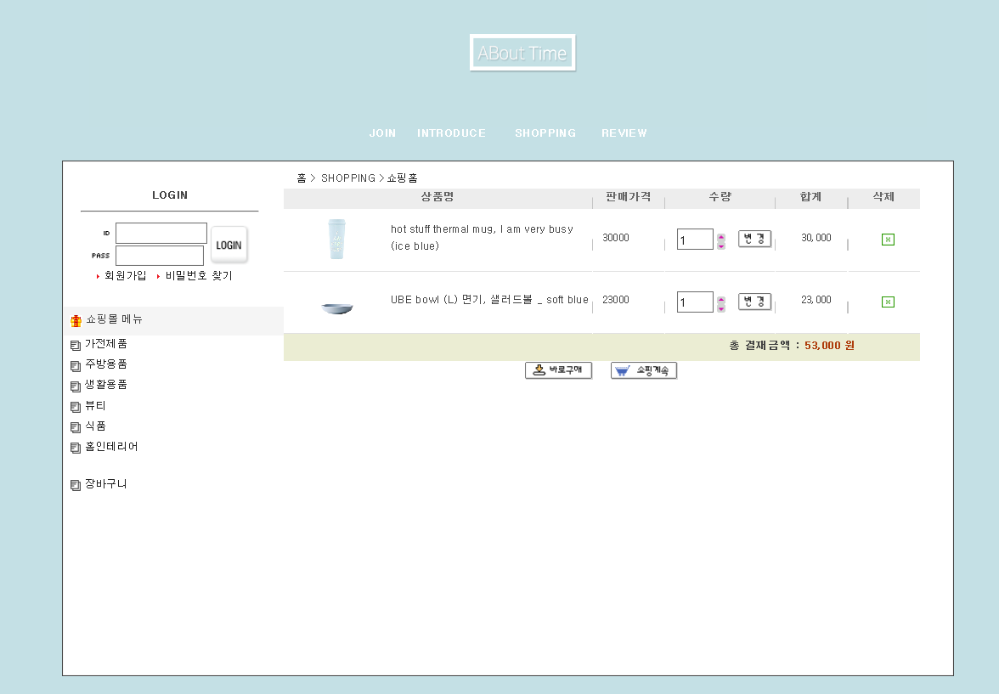 ABout Time
JOIN INTRODUCE SHOPPING REVIEW
LOGIN
ID
PASS
LOGIN
회원가입 비밀번호 찾기
쇼핑몰 메뉴
가전제품
주방용품
생활용품
뷰티
식품
홈인테리어
장바구니
홈 > SHOPPING > 쇼핑홈
상품명 판매가격 수량 합계 삭제
hot stuff thermal mug, I am very busy 30000 1 변경 30,000
(ice blue)
UBE bowl (L) 면기, 샐러드볼 _ soft blue 23000 1 변경 23,000
총 결재금액 : 53,000 원
바로구매 쇼핑계속